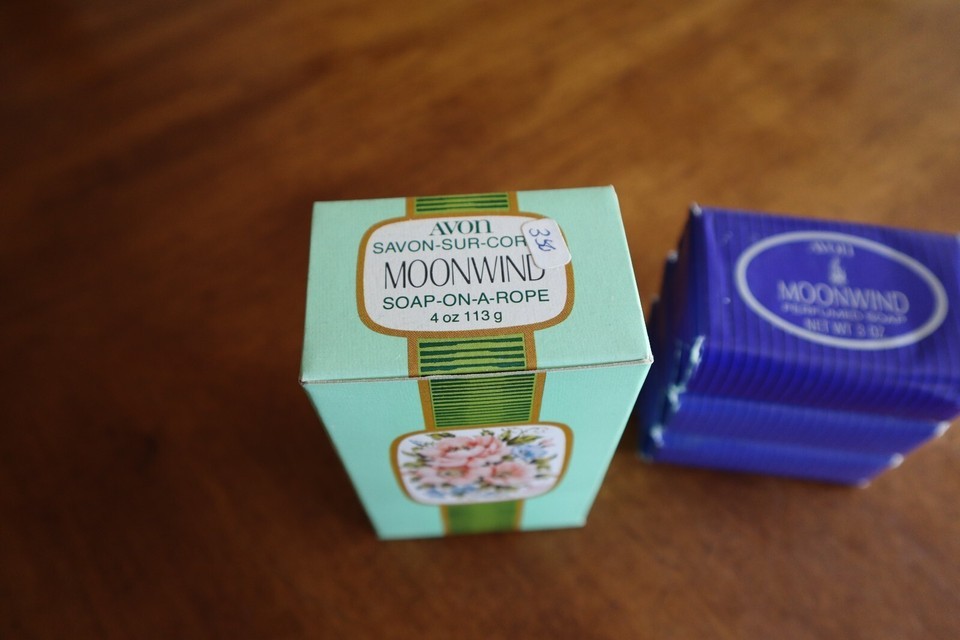 AVON
SAVON-SUR-COR
MOONWIND
SOAP-ON-A-ROPE
4 oz 113 g
AVON
MOONWIND
PERFUMED SOAP
NET WT 3 OZ